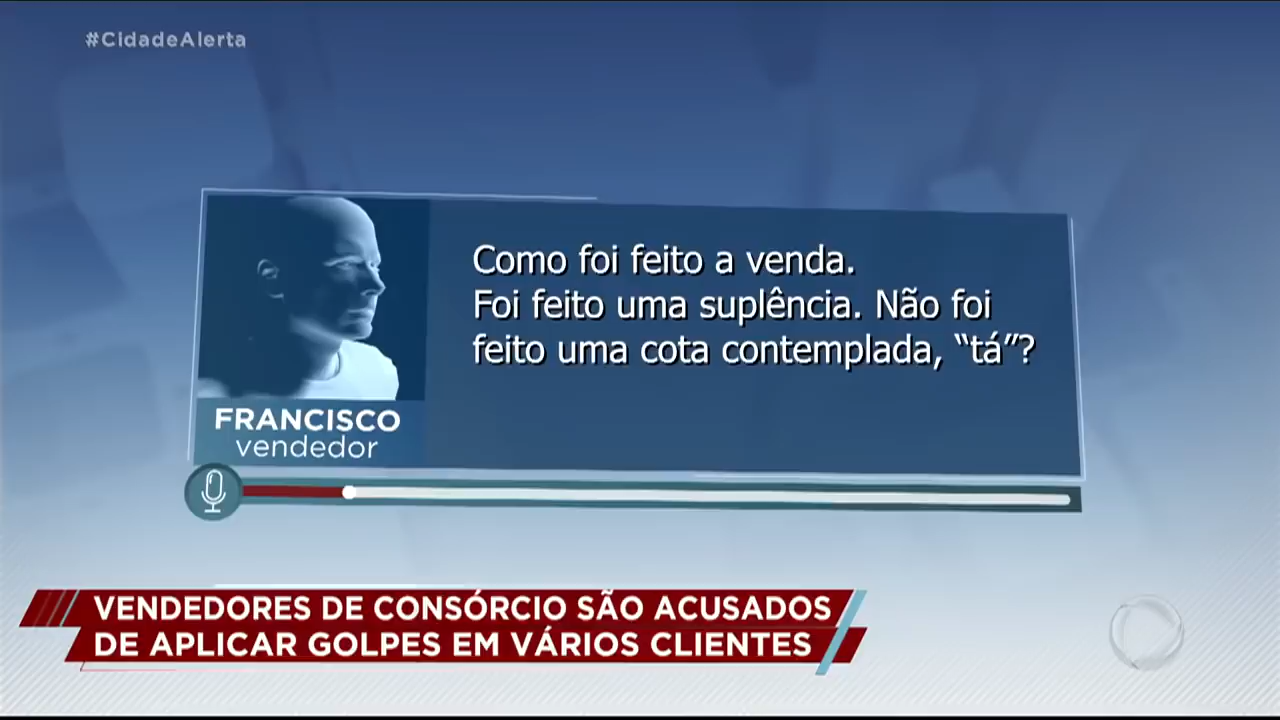 #CidadeAlerta
Como foi feito a venda.
Foi feito uma suplência. Não foi
feito uma cota contemplada, “tá”?
FRANCISCO
vendedor
VENDEDORES DE CONSÓRCIO SÃO ACUSADOS
DE APLICAR GOLPES EM VÁRIOS CLIENTES